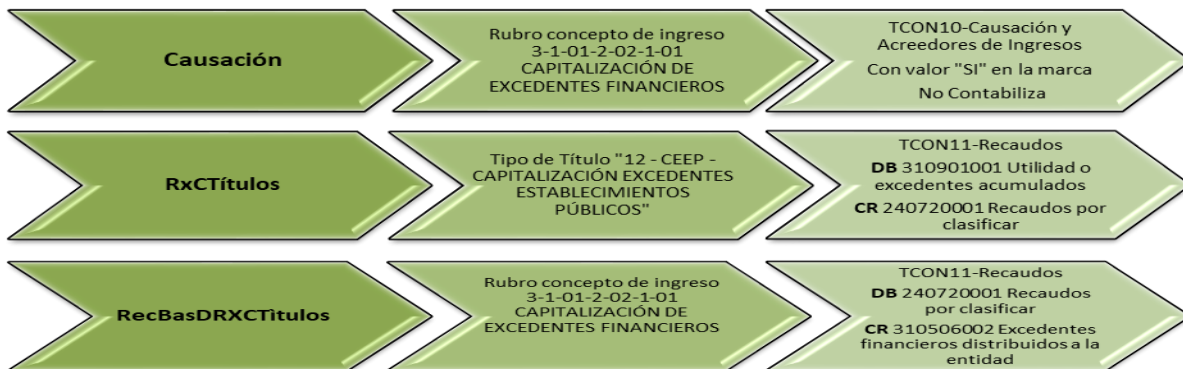 Causación
Rubro concepto de ingreso
3-1-01-2-02-1-01
CAPITALIZACIÓN DE
EXCEDENTES FINANCIEROS
TCON10-Causación y
Acreedores de Ingresos
Con valor "SI" en la marca
No Contabiliza
RxCTítulos
Tipo de Título "12 - CEEP -
CAPITALIZACIÓN EXCEDENTES
ESTABLECIMIENTOS
PÚBLICOS"
TCON11-Recaudos
DB 310901001 Utilidad o
excedentes acumulados
CR 240720001 Recaudos por
clasificar
RecBasDRXCTìtulos
Rubro concepto de ingreso
3-1-01-2-02-1-01
CAPITALIZACIÓN DE
EXCEDENTES FINANCIEROS
TCON11-Recaudos
DB 240720001 Recaudos
por clasificar
CR 310506002 Excedentes
financieros distribuidos a la
entidad